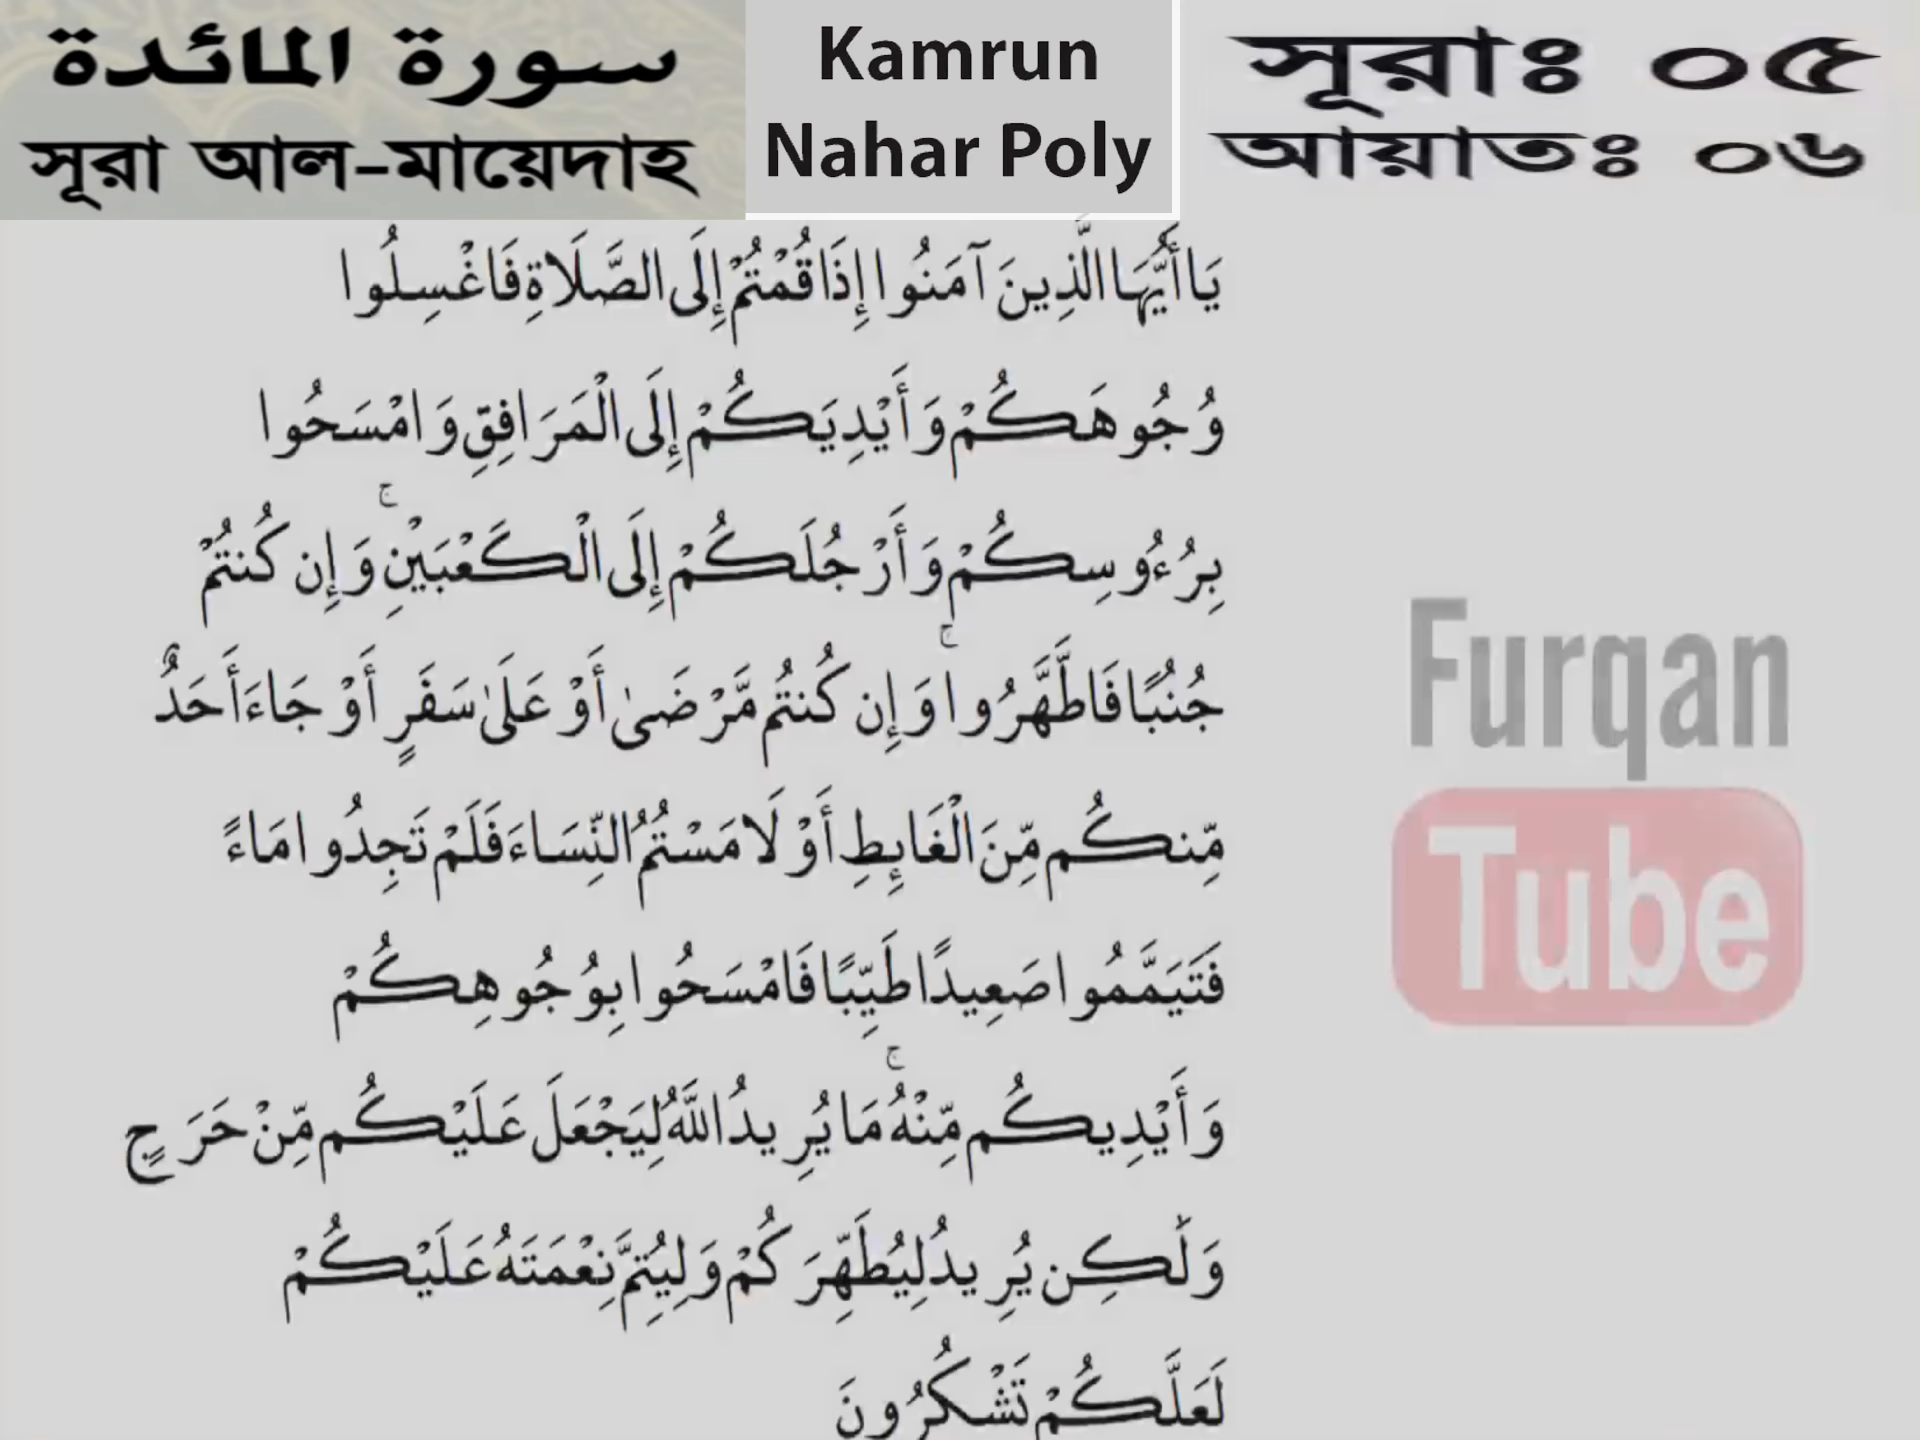 سورة المائدة
সূরা আল-মায়েদাহ
Kamrun
Nahar Poly
সূরাঃ ০৫
আয়াতঃ ০৬
يَا أَيُّهَا الَّذِينَ آمَنُوا إِذَا قُمْتُمْ إِلَى الصَّلَاةِ فَاغْسِلُوا
وُجُوهَكُمْ وَأَيْدِيَكُمْ إِلَى الْمَرَافِقِ وَامْسَحُوا
بِرُءُوسِكُمْ وَأَرْجُلَكُمْ إِلَى الْكَعْبَيْنِ ۚ وَإِن كُنتُمْ
جُنُبًا فَاطَّهَّرُوا ۚ وَإِن كُنتُم مَّرْضَىٰ أَوْ عَلَىٰ سَفَرٍ أَوْ جَاءَ أَحَدٌ
مِّنكُم مِّنَ الْغَائِطِ أَوْ لَامَسْتُمُ النِّسَاءَ فَلَمْ تَجِدُوا مَاءً
فَتَيَمَّمُوا صَعِيدًا طَيِّبًا فَامْسَحُوا بِوُجُوهِكُمْ
وَأَيْدِيكُم مِّنْهُ ۚ مَا يُرِيدُ اللَّهُ لِيَجْعَلَ عَلَيْكُم مِّنْ حَرَجٍ
وَلَٰكِن يُرِيدُ لِيُطَهِّرَكُمْ وَلِيُتِمَّ نِعْمَتَهُ عَلَيْكُمْ
لَعَلَّكُمْ تَشْكُرُونَ
Furqan
Tube